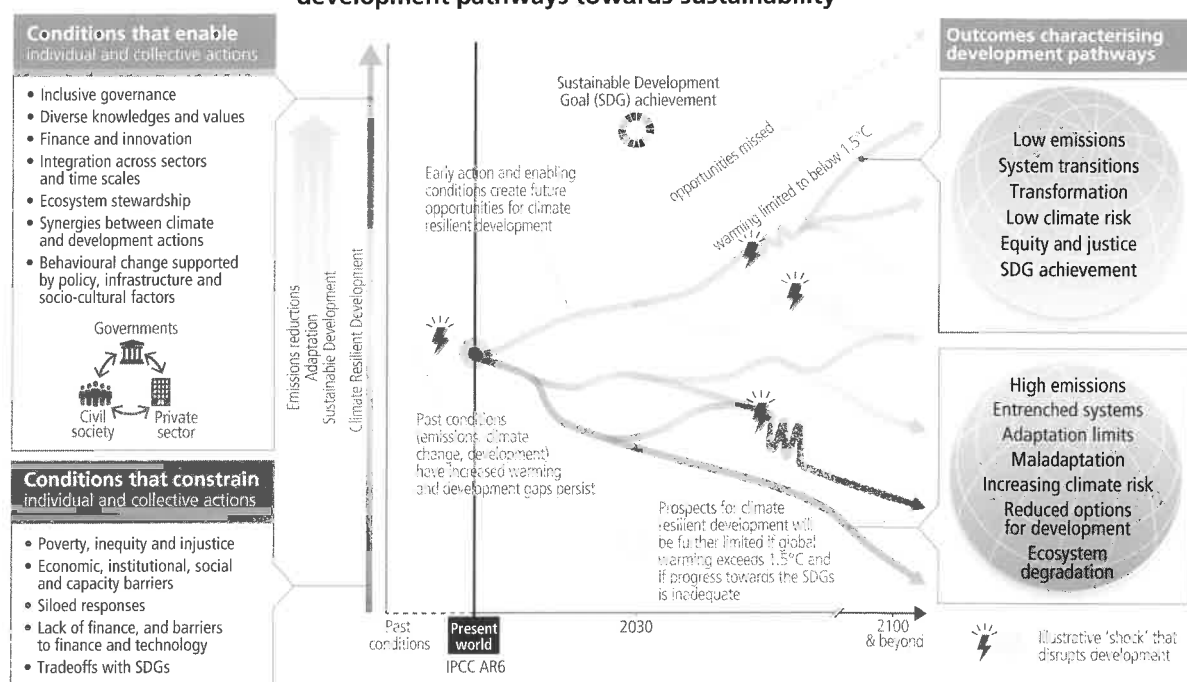 development pathways towards sustainability
Conditions that enable
individual and collective actions
• Inclusive governance
• Diverse knowledges and values
• Finance and innovation
• Integration across sectors
and time scales
• Ecosystem stewardship
• Synergies between climate
and development actions
• Behavioural change supported
by policy, infrastructure and
socio-cultural factors
Governments
Civil
society
Private
sector
Conditions that constrain
individual and collective actions
• Poverty, inequity and injustice
• Economic, institutional, social
and capacity barriers
• Siloed responses
• Lack of finance, and barriers
to finance and technology
• Tradeoffs with SDGs
Emissions reductions
Adaptation
Sustainable Development
Climate Resilient Development
Sustainable Development
Goal (SDG) achievement
Early action and enabling
conditions create future
opportunities for climate
resilient development
opportunities missed
warming limited to below 1.5°C
Past conditions
(emissions, climate
change, development)
have increased warming
and development gaps persist
Prospects for climate
resilient development will
be further limited if global
warming exceeds 1.5°C and
if progress towards the SDGs
is inadequate
Past
conditions
Present
world
IPCC AR6
2030
2100
& beyond
Outcomes characterising
development pathways
Low emissions
System transitions
Transformation
Low climate risk
Equity and justice
SDG achievement
High emissions
Entrenched systems
Adaptation limits
Maladaptation
Increasing climate risk
Reduced options
for development
Ecosystem
degradation
Illustrative ‘shock’ that
disrupts development